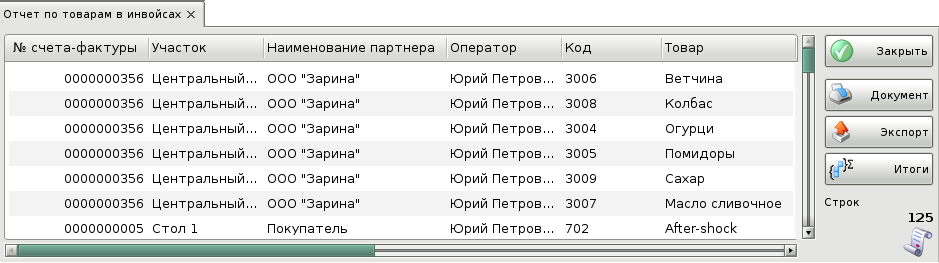 Отчет по товарам в инвойсах ×
№ счета-фактуры Участок Наименование партнера Оператор Код Товар
0000000356 Центральный... ООО "Зарина" Юрий Петров... 3006 Ветчина
0000000356 Центральный... ООО "Зарина" Юрий Петров... 3008 Колбас
0000000356 Центральный... ООО "Зарина" Юрий Петров... 3004 Огурци
0000000356 Центральный... ООО "Зарина" Юрий Петров... 3005 Помидоры
0000000356 Центральный... ООО "Зарина" Юрий Петров... 3009 Сахар
0000000356 Центральный... ООО "Зарина" Юрий Петров... 3007 Масло сливочное
0000000005 Стол 1 Покупатель Юрий Петров... 702 After-shock
Закрыть
Документ
Экспорт
{}Σ Итоги
Строк
125